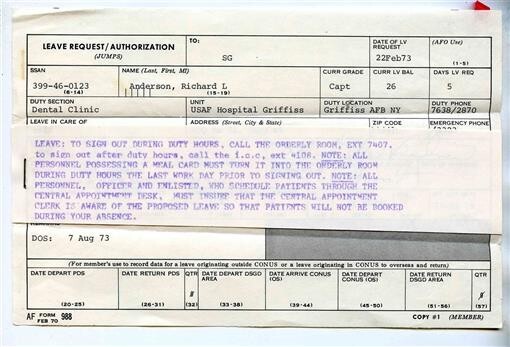 LEAVE REQUEST/AUTHORIZATION
(JUMPS)
TO:
SG
DATE OF LV REQUEST
22Feb73
(AFO Use)
(1-5)
SSAN
399-46-0123
(6-14)
NAME (Last, First, MI)
Anderson, Richard L
(15-19)
CURR GRADE
Capt
CURR LV BAL
26
DAYS LV REQ
5
DUTY SECTION
Dental Clinic
UNIT
USAF Hospital Griffiss
DUTY LOCATION
Griffiss AFB NY
DUTY PHONE
7638/2870
LEAVE IN CARE OF
ADDRESS (Street, City & State)
ZIP CODE
EMERGENCY PHONE
LEAVE: TO SIGN OUT DURING DUTY HOURS, CALL THE ORDERLY ROOM, EXT 7407.
to sign out after duty hours, call the i.c.c, ext 4108. NOTE: ALL
PERSONNEL POSSESSING A MEAL CARD MUST TURN IT INTO THE ORDERLY ROOM
DURING DUTY HOURS THE LAST WORK DAY PRIOR TO SIGNING OUT. NOTE: ALL
PERSONNEL, OFFICER AND ENLISTED, WHO SCHEDULE PATIENTS THROUGH THE
CENTRAL APPOINTMENT DESK, MUST INSURE THAT THE CENTRAL APPOINTMENT
CLERK IS AWARE OF THE PROPOSED LEAVE SO THAT PATIENTS WILL NOT BE BOOKED
DURING YOUR ABSENCE.
DOS: 7 Aug 73
(For member's use to record data for a leave originating outside CONUS or a leave originating in CONUS to overseas and return)
DATE DEPART PDS
(20-25)
DATE RETURN PDS
(26-31)
QTR
(32)
DATE DEPART DSGD AREA
(33-38)
DATE ARRIVE CONUS (OS)
(39-44)
DATE DEPART CONUS (OS)
(45-50)
DATE RETURN DSGD AREA
(51-56)
QTR
(57)
AF FORM FEB 70 988
COPY #1 (MEMBER)